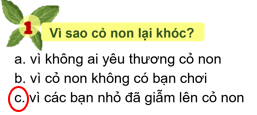 1 Vì sao cỏ non lại khóc?
a. vì không ai yêu thương cỏ non
b. vì cỏ non không có bạn chơi
c. vì các bạn nhỏ đã giẫm lên cỏ non